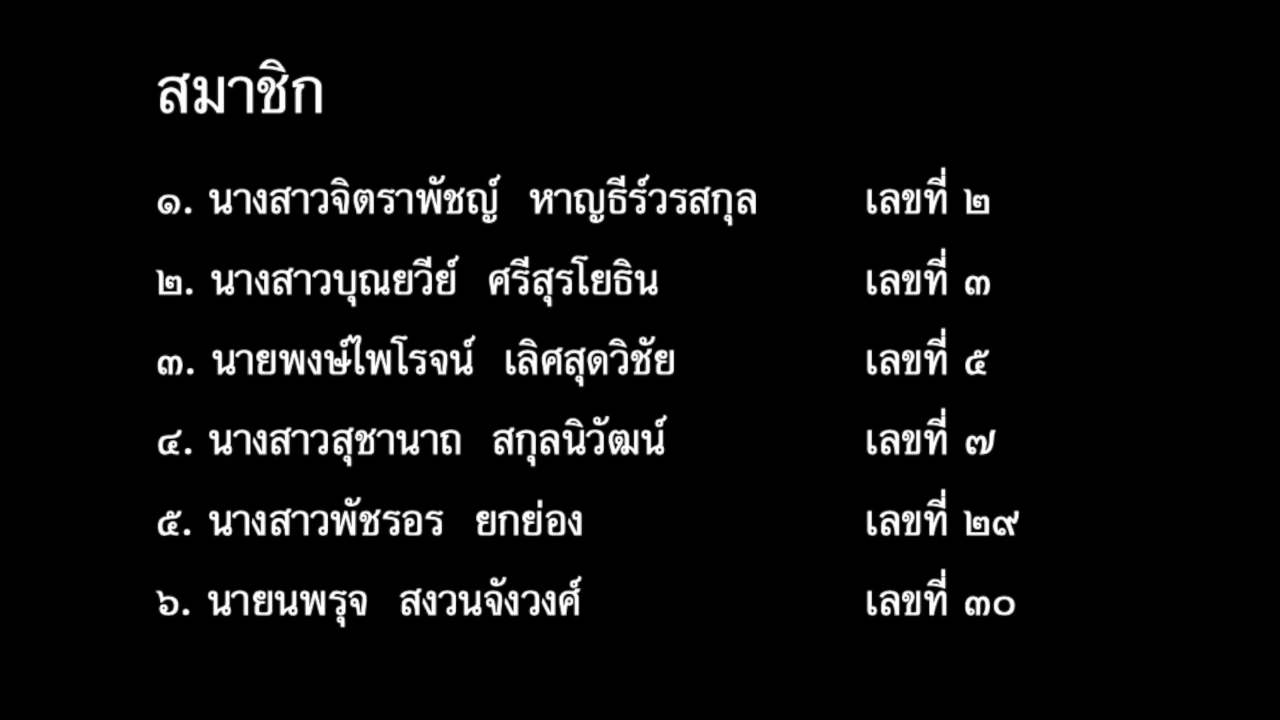 สมาชิก
๑. นางสาวจิตราพัชญ์ หาญธีร์วรสกุล เลขที่ ๒
๒. นางสาวบุณยวีย์ ศรีสุรโยธิน เลขที่ ๓
๓. นายพงษ์ไพโรจน์ เลิศสุดวิชัย เลขที่ ๕
๔. นางสาวสุชานาถ สกุลนิวัฒน์ เลขที่ ๗
๕. นางสาวพัชรอร ยกย่อง เลขที่ ๒๙
๖. นายนพรุจ สงวนจังวงศ์ เลขที่ ๓๐